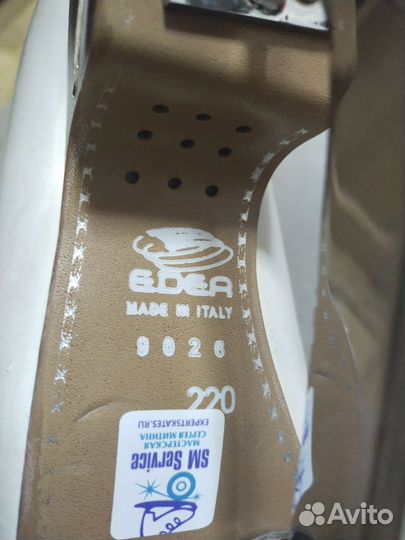 EDEA
MADE IN ITALY
9026
220
SM Service
МАСТЕРСКАЯ
СЕРГЕЯ МИТИНА
EXPERTSKATES.RU
Avito